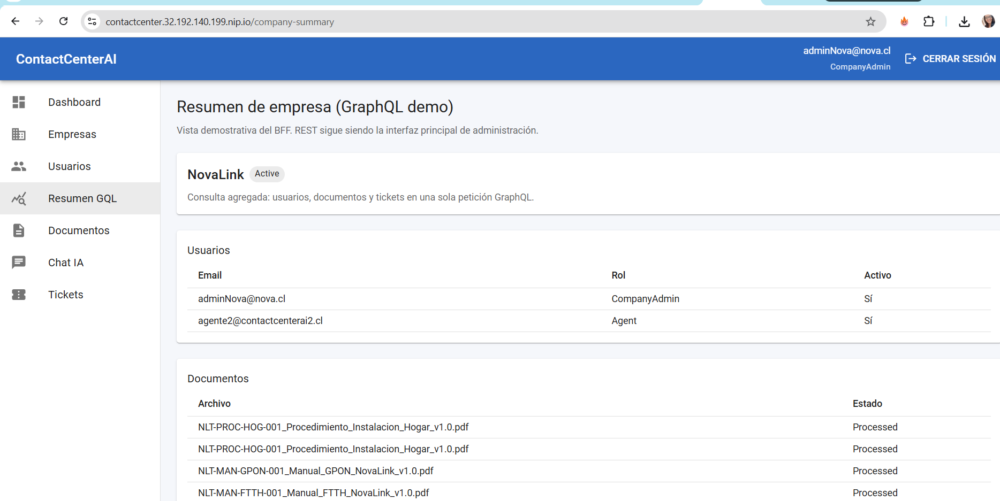 contactcenter.32.192.140.199.nip.io/company-summary
ContactCenterAI
adminNova@nova.cl
CompanyAdmin
CERRAR SESIÓN
Dashboard
Empresas
Usuarios
Resumen GQL
Documentos
Chat IA
Tickets
Resumen de empresa (GraphQL demo)
Vista demostrativa del BFF. REST sigue siendo la interfaz principal de administración.
NovaLink Active
Consulta agregada: usuarios, documentos y tickets en una sola petición GraphQL.
Usuarios
Email Rol Activo
adminNova@nova.cl CompanyAdmin Sí
agente2@contactcenterai2.cl Agent Sí
Documentos
Archivo Estado
NLT-PROC-HOG-001_Procedimiento_Instalacion_Hogar_v1.0.pdf Processed
NLT-PROC-HOG-001_Procedimiento_Instalacion_Hogar_v1.0.pdf Processed
NLT-MAN-GPON-001_Manual_GPON_NovaLink_v1.0.pdf Processed
NLT-MAN-FTTH-001_Manual_FTTH_NovaLink_v1.0.pdf Processed